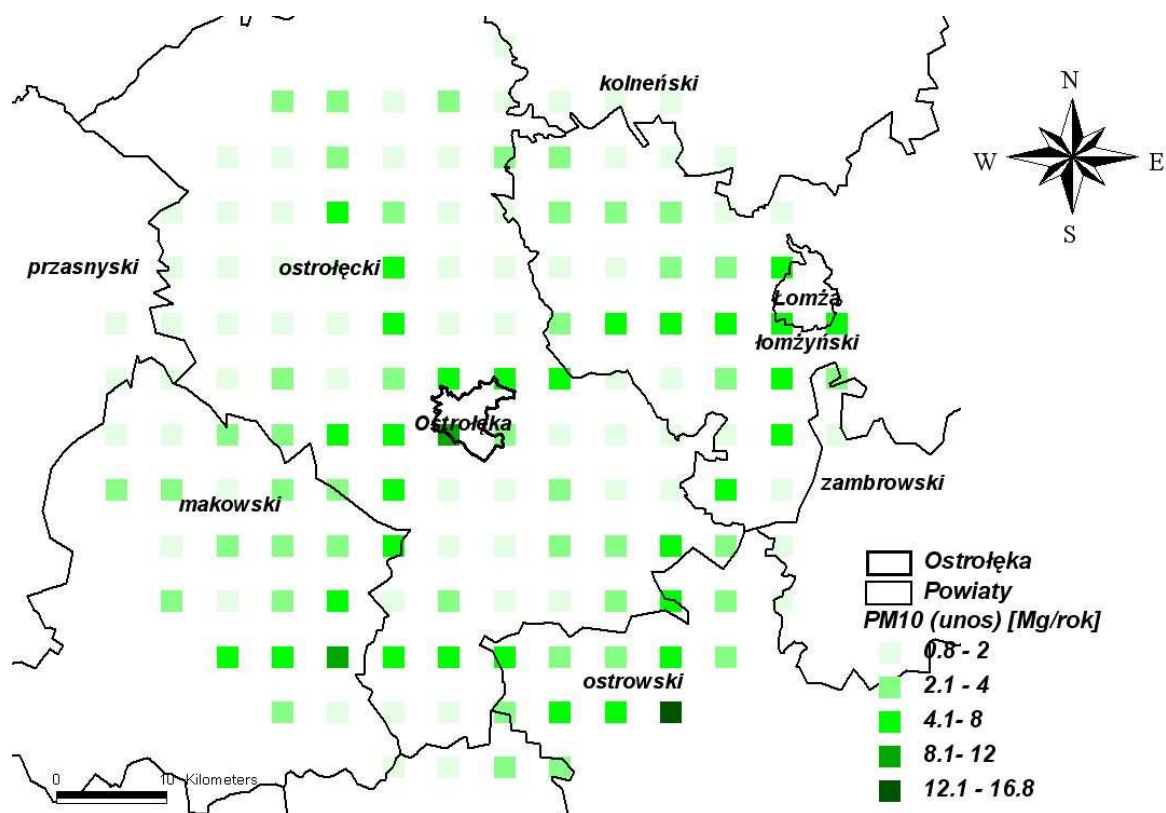 kolneński
N
W
E
S
przasnyski
ostrołęcki
Łomża
łomżyński
Ostrołęka
makowski
zambrowski
Ostrołęka
Powiaty
PM10 (unos) [Mg/rok]
0.8 - 2
2.1 - 4
4.1- 8
8.1- 12
12.1 - 16.8
ostrowski
0
10 Kilometers